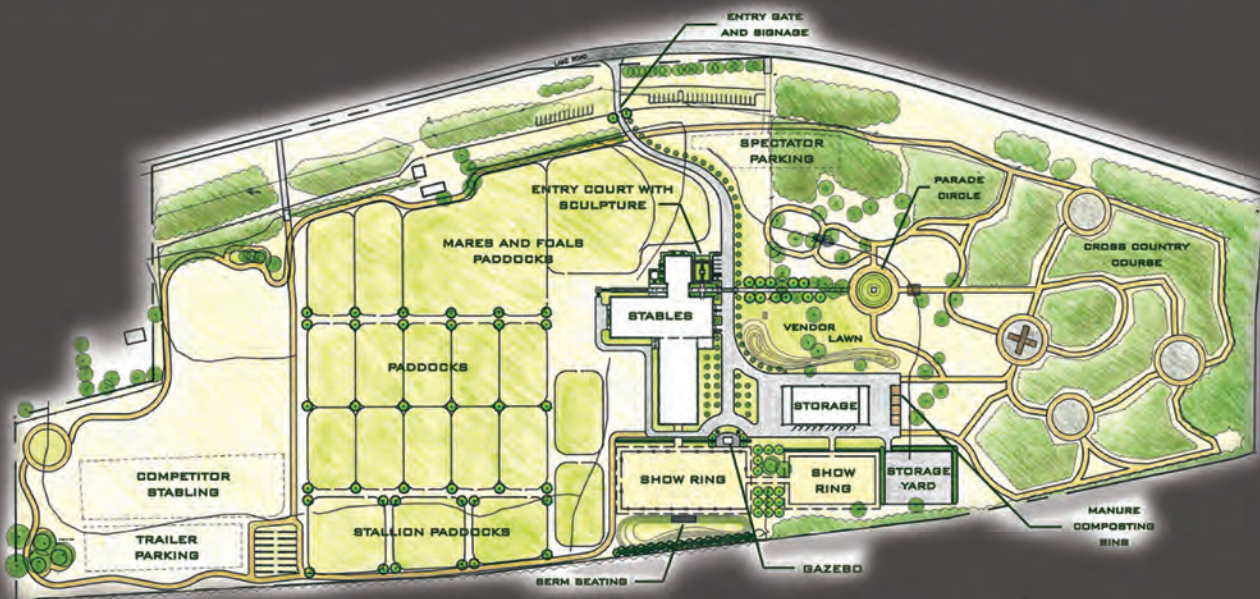 ENTRY GATE
AND SIGNAGE
LAKE ROAD
SPECTATOR
PARKING
PARADE
CIRCLE
ENTRY COURT WITH
SCULPTURE
MARES AND FOALS
PADDOCKS
CROSS COUNTRY
COURSE
STABLES
VENDOR
LAWN
PADDOCKS
STORAGE
COMPETITOR
STABLING
SHOW RING
SHOW
RING
STORAGE
YARD
STALLION PADDOCKS
TRAILER
PARKING
MANURE
COMPOSTING
BINS
GAZEBO
BERM SEATING